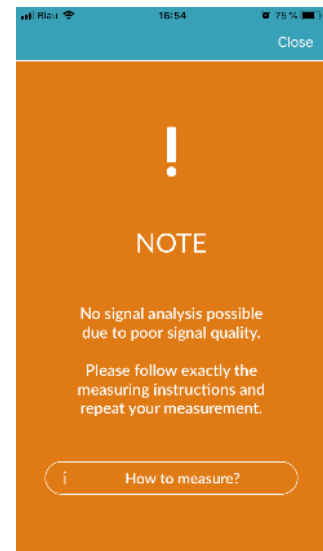 Blau 16:54 75 %
Close
!
NOTE
No signal analysis possible
due to poor signal quality.
Please follow exactly the
measuring instructions and
repeat your measurement.
i How to measure?